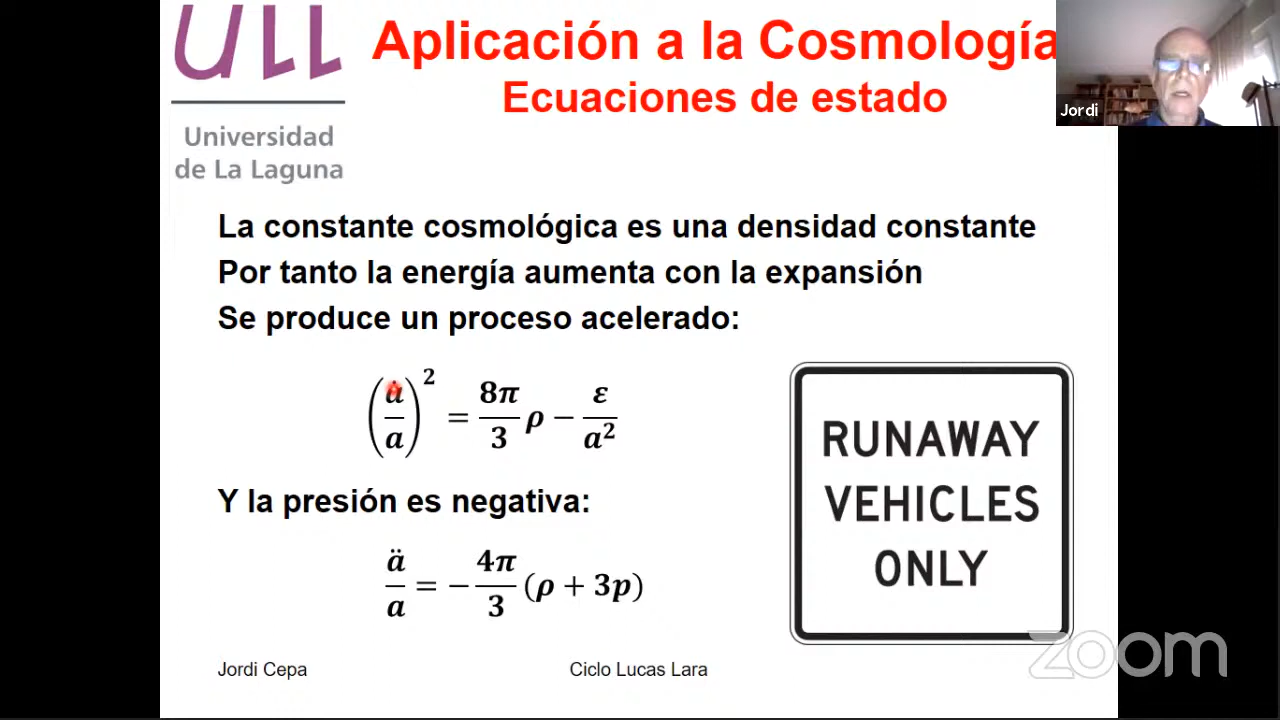 ULL
Universidad
de La Laguna
Aplicación a la Cosmología
Ecuaciones de estado
Jordi
La constante cosmológica es una densidad constante
Por tanto la energía aumenta con la expansión
Se produce un proceso acelerado:
(ȧ/a)² = 8π/3 ρ − ε/a²
Y la presión es negativa:
ä/a = − 4π/3 (ρ + 3p)
RUNAWAY
VEHICLES
ONLY
Jordi Cepa
Ciclo Lucas Lara
zoom